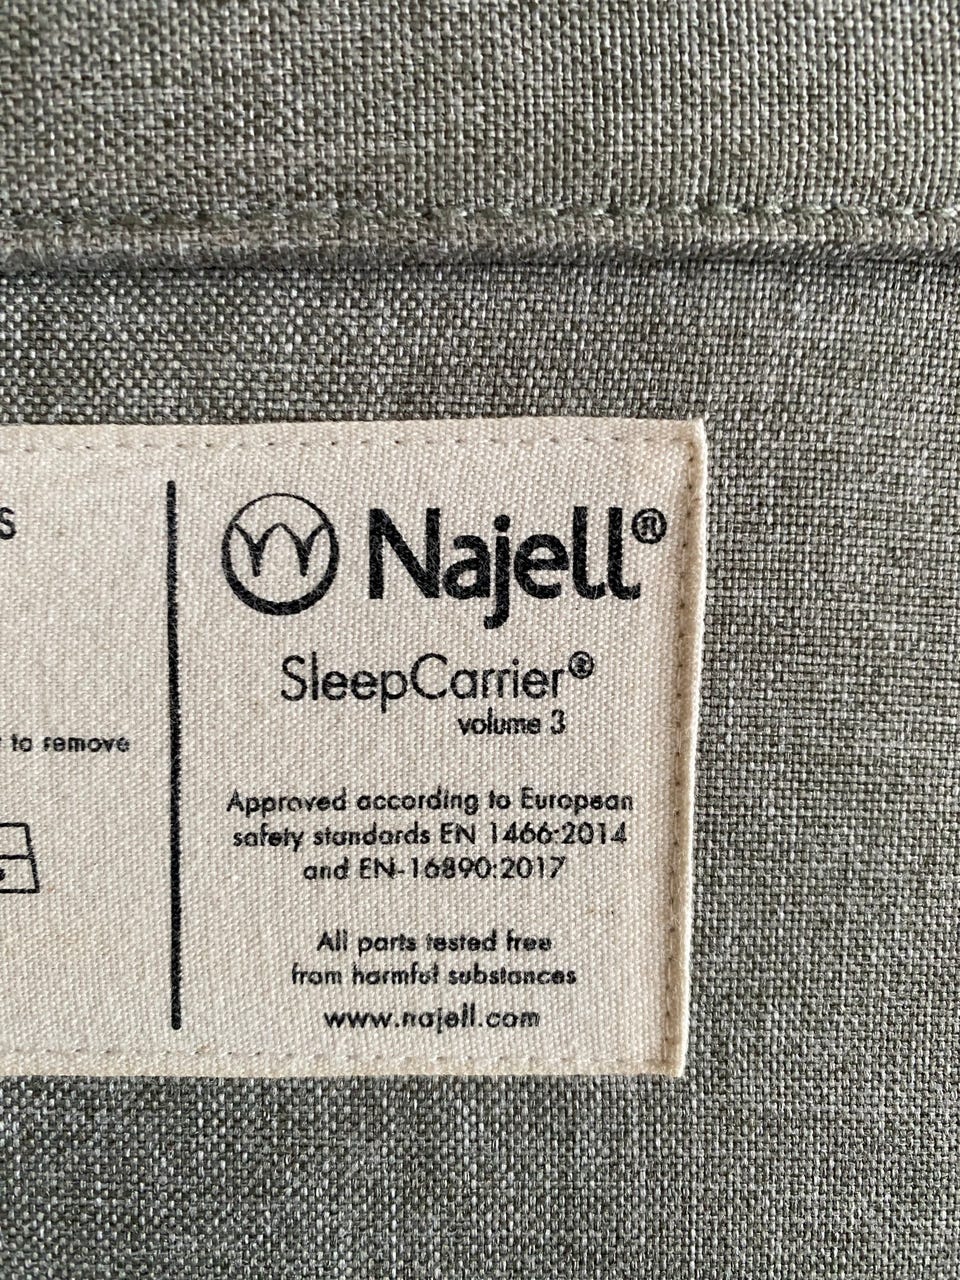 s
to remove
Najell®
SleepCarrier®
volume 3
Approved according to European
safety standards EN 1466:2014
and EN-16890:2017
All parts tested free
from harmful substances
www.najell.com